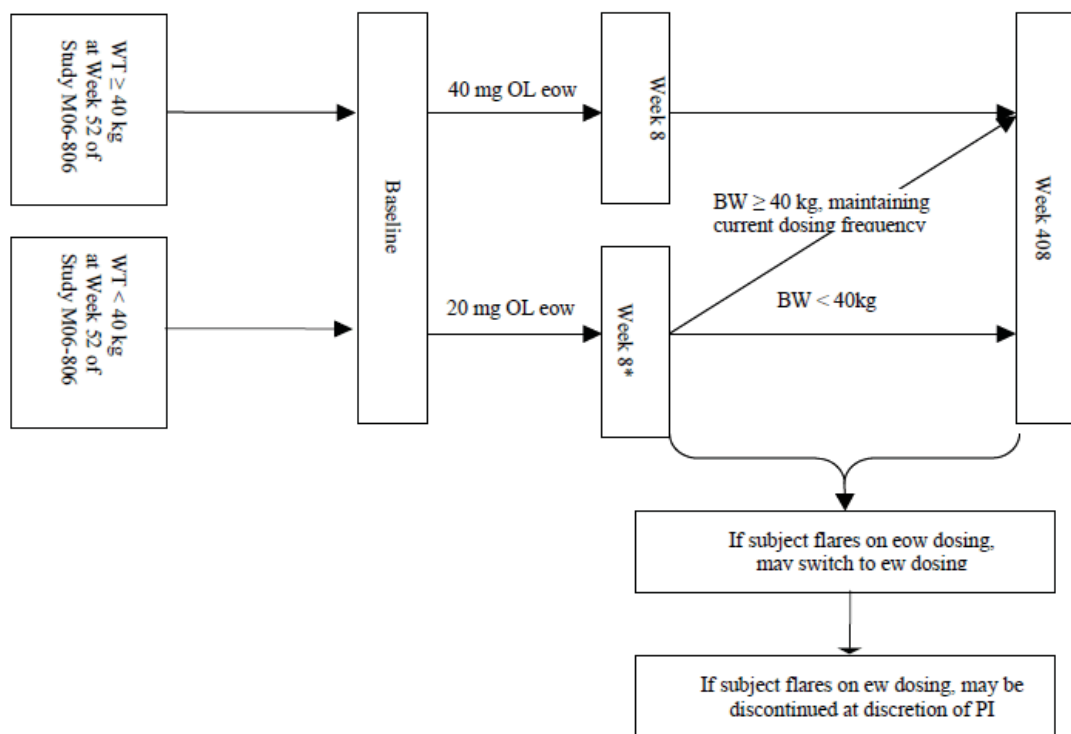 WT ≥ 40 kg
at Week 52 of
Study M06-806
WT < 40 kg
at Week 52 of
Study M06-806
Baseline
40 mg OL eow
20 mg OL eow
Week 8
Week 8*
BW ≥ 40 kg, maintaining
current dosing frequency
BW < 40kg
Week 408
If subject flares on eow dosing,
may switch to ew dosing
If subject flares on ew dosing, may be
discontinued at discretion of PI